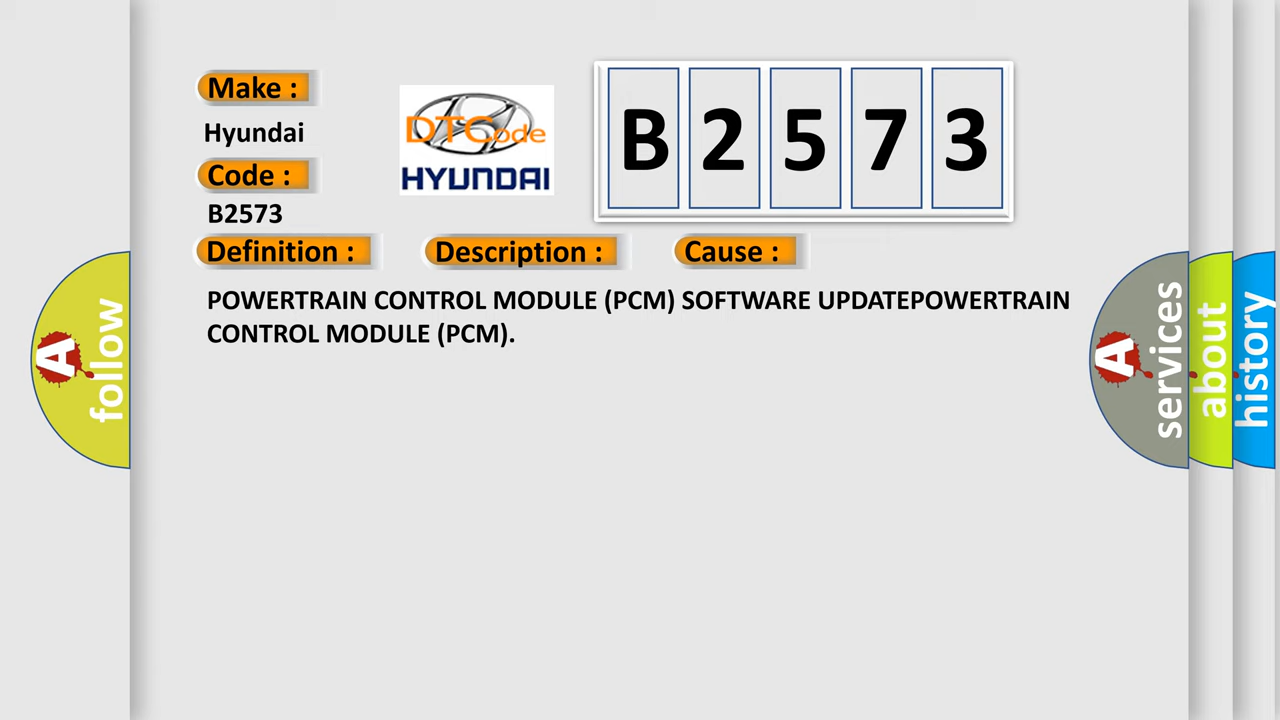 Make :
Hyundai
Code :
B2573
DTCode
HYUNDAI
B 2 5 7 3
Definition :
Description :
Cause :
POWERTRAIN CONTROL MODULE (PCM) SOFTWARE UPDATEPOWERTRAIN
CONTROL MODULE (PCM).
A follow
A services
about
history